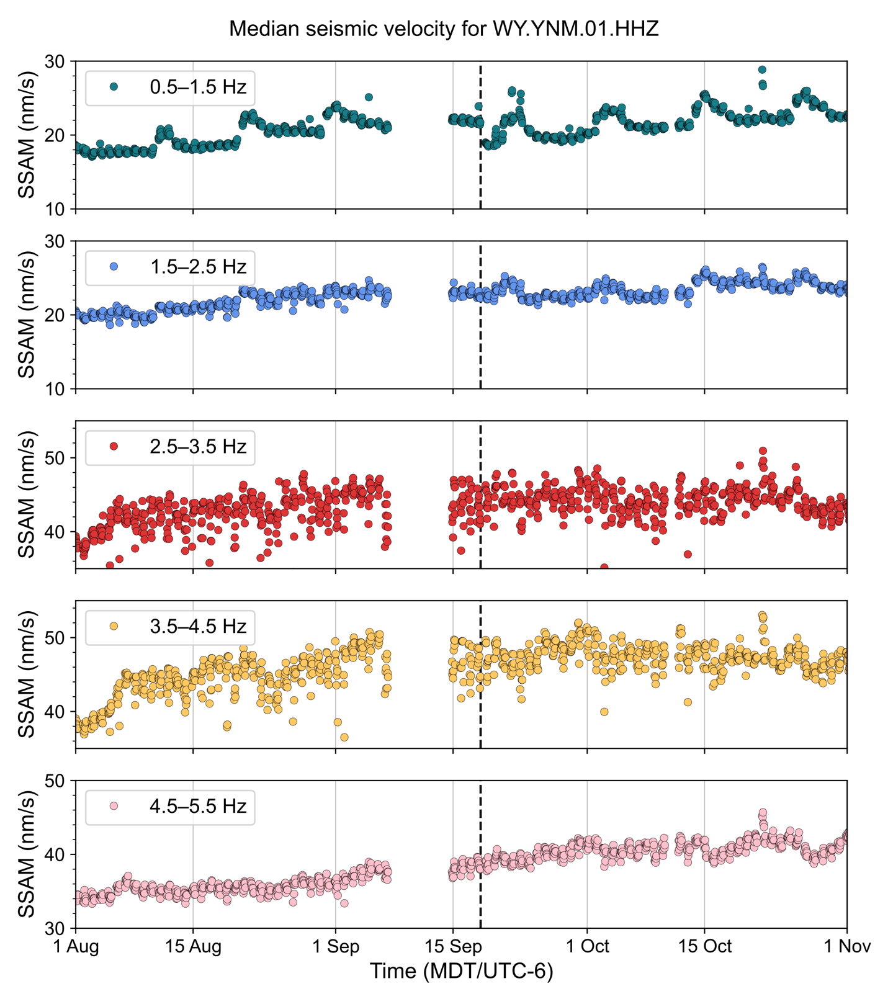 Median seismic velocity for WY.YNM.01.HHZ
30
20
10
SSAM (nm/s)
0.5–1.5 Hz
30
20
10
SSAM (nm/s)
1.5–2.5 Hz
50
40
SSAM (nm/s)
2.5–3.5 Hz
50
40
SSAM (nm/s)
3.5–4.5 Hz
50
40
30
SSAM (nm/s)
4.5–5.5 Hz
1 Aug 15 Aug 1 Sep 15 Sep 1 Oct 15 Oct 1 Nov
Time (MDT/UTC-6)